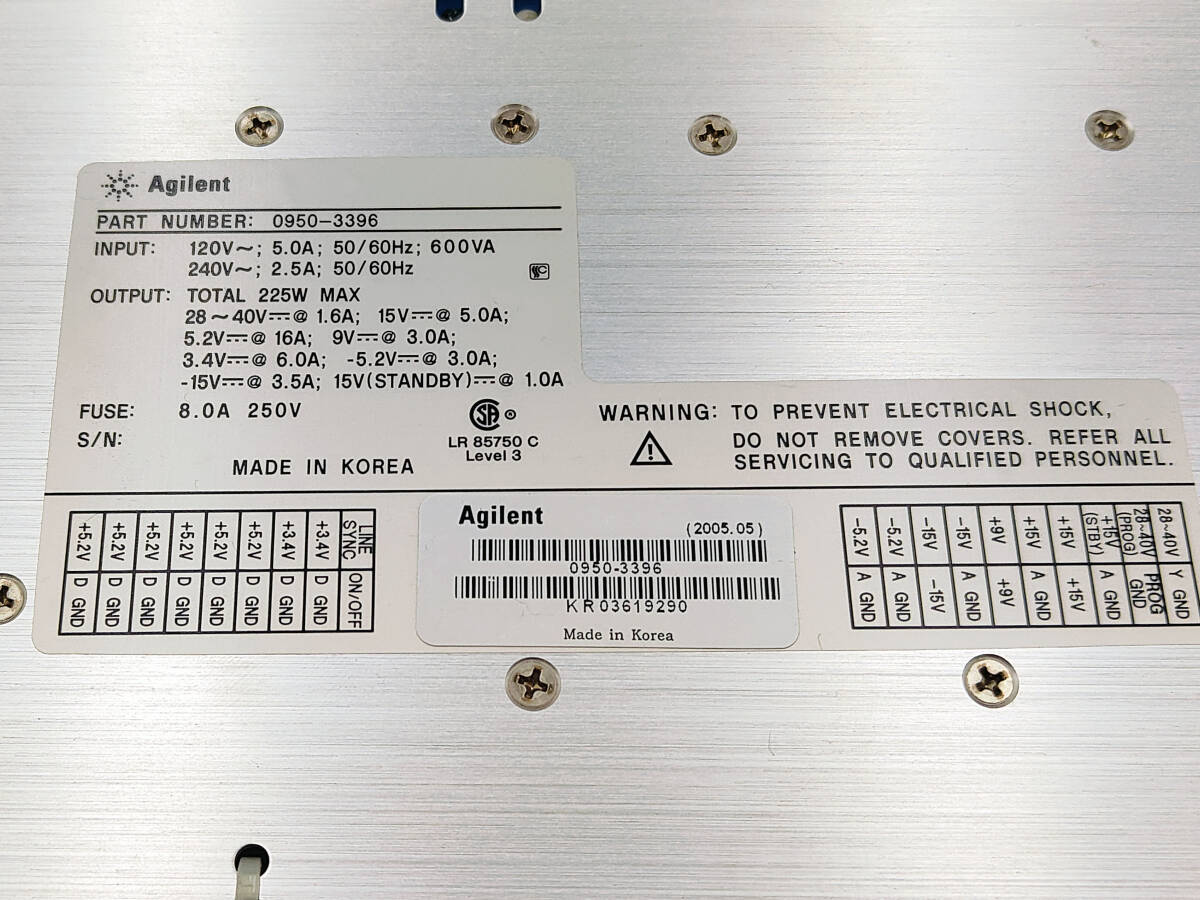 Agilent
PART NUMBER: 0950-3396
INPUT: 120V~; 5.0A; 50/60Hz; 600VA
240V~; 2.5A; 50/60Hz
OUTPUT: TOTAL 225W MAX
28~40V⎓@ 1.6A; 15V⎓@ 5.0A;
5.2V⎓@ 16A; 9V⎓@ 3.0A;
3.4V⎓@ 6.0A; -5.2V⎓@ 3.0A;
-15V⎓@ 3.5A; 15V(STANDBY)⎓@ 1.0A
FUSE: 8.0A 250V
S/N:
MADE IN KOREA
LR 85750 C
Level 3
WARNING: TO PREVENT ELECTRICAL SHOCK,
DO NOT REMOVE COVERS. REFER ALL
SERVICING TO QUALIFIED PERSONNEL.
+5.2V +5.2V +5.2V +5.2V +5.2V +5.2V +3.4V +3.4V LINE SYNC
D GND D GND D GND D GND D GND D GND D GND D GND ON/OFF
Agilent
(2005.05)
0950-3396
KR03619290
Made in Korea
-5.2V -5.2V -15V -15V +9V +15V +15V +15V (STBY) 28~40V (PROG) 28~40V
A GND A GND -15V A GND +9V A GND +15V A GND PROG GND Y GND